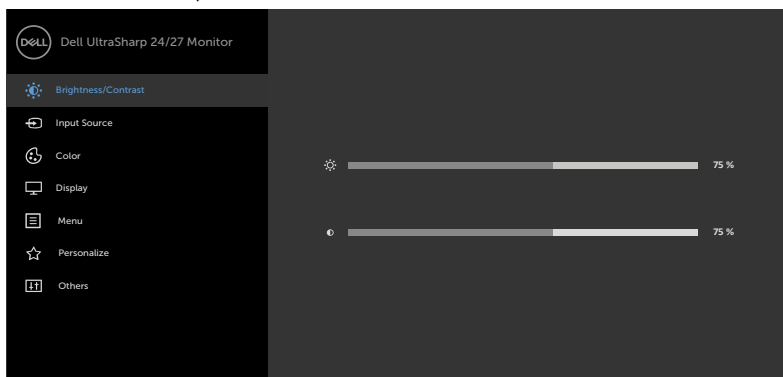 DELL
Dell UltraSharp 24/27 Monitor
Brightness/Contrast
Input Source
Color
75 %
Display
Menu
75 %
Personalize
Others